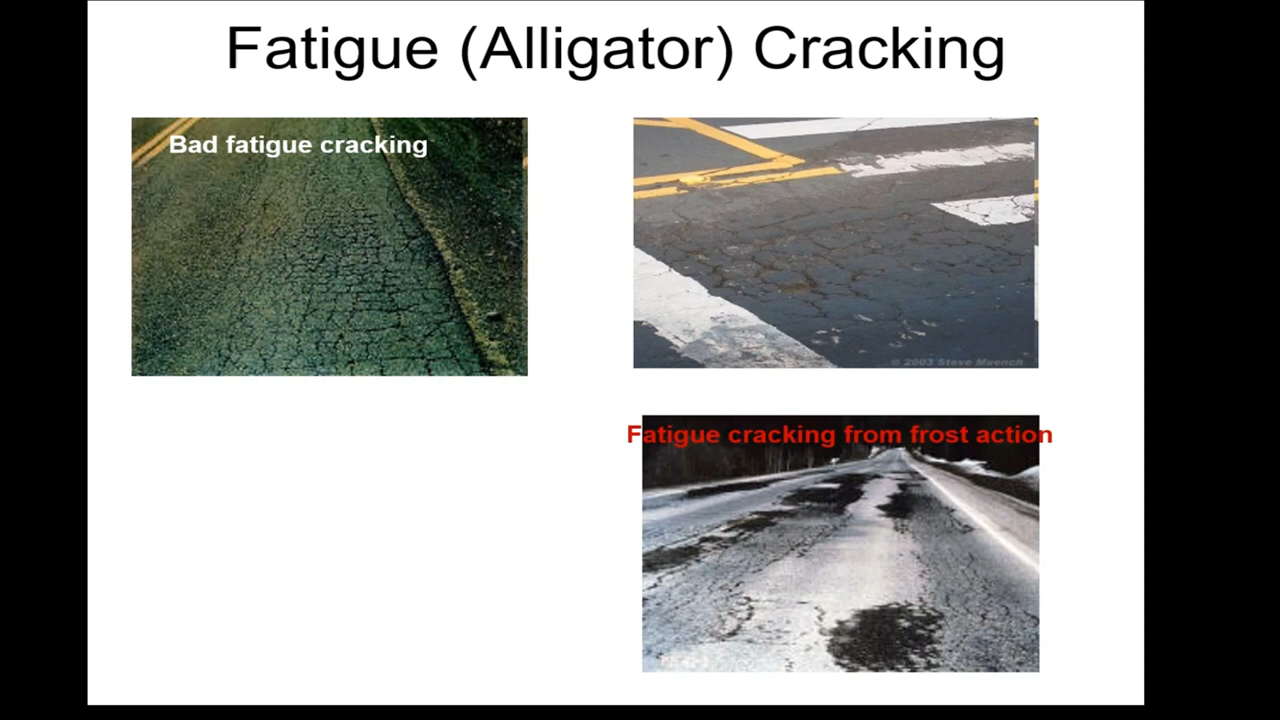 Fatigue (Alligator) Cracking
Bad fatigue cracking
© 2003 Steve Muench
Fatigue cracking from frost action